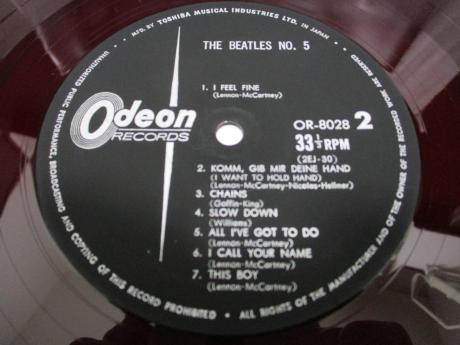 MFG. BY TOSHIBA MUSICAL INDUSTRIES LTD. IN JAPAN
THE BEATLES NO. 5
1. I FEEL FINE
(Lennon-McCartney)
Odeon
RECORDS
OR-8028 2
33⅓RPM
(2EJ-30)
2. KOMM, GIB MIR DEINE HAND
(I WANT TO HOLD HAND)
(Lennon-McCartney-Nicolas-Hellmer)
3. CHAINS
(Goffin-King)
4. SLOW DOWN
(Williams)
5. ALL I'VE GOT TO DO
(Lennon-McCartney)
6. I CALL YOUR NAME
(Lennon-McCartney)
7. THIS BOY
(Lennon-McCartney)
UNAUTHORIZED PUBLIC PERFORMANCE, BROADCASTING AND COPYING OF THIS RECORD PROHIBITED • ALL RIGHTS OF THE MANUFACTURER AND OF THE OWNER OF THE RECORDED WORK ARE RESERVED